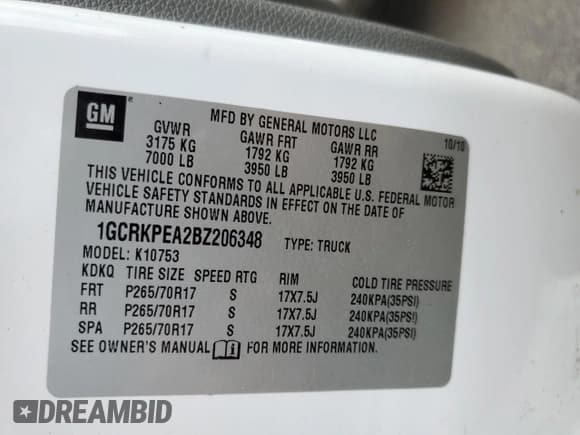 GM ®
MFD BY GENERAL MOTORS LLC
10/10
GVWR GAWR FRT GAWR RR
3175 KG 1792 KG 1792 KG
7000 LB 3950 LB 3950 LB
THIS VEHICLE CONFORMS TO ALL APPLICABLE U.S. FEDERAL MOTOR
VEHICLE SAFETY STANDARDS IN EFFECT ON THE DATE OF
MANUFACTURE SHOWN ABOVE.
1GCRKPEA2BZ206348 TYPE: TRUCK
MODEL: K10753
KDKQ TIRE SIZE SPEED RTG RIM COLD TIRE PRESSURE
FRT P265/70R17 S 17X7.5J 240KPA(35PSI)
RR P265/70R17 S 17X7.5J 240KPA(35PSI)
SPA P265/70R17 S 17X7.5J 240KPA(35PSI)
SEE OWNER'S MANUAL FOR MORE INFORMATION.
DREAMBID